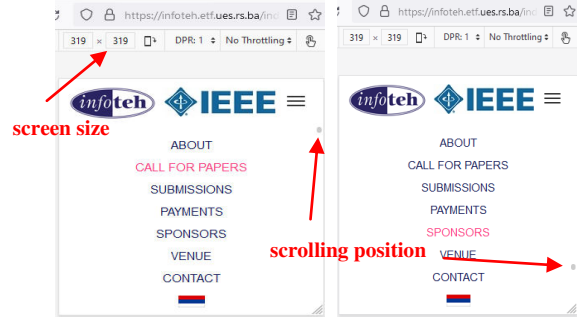 https://infoteh.etf.ues.rs.ba/ind
319 × 319 DPR: 1 No Throttling
infoteh IEEE
screen size
ABOUT
CALL FOR PAPERS
SUBMISSIONS
PAYMENTS
SPONSORS
VENUE
CONTACT
https://infoteh.etf.ues.rs.ba/ind
319 × 319 DPR: 1 No Throttling
infoteh IEEE
ABOUT
CALL FOR PAPERS
SUBMISSIONS
PAYMENTS
SPONSORS
scrolling position
VENUE
CONTACT